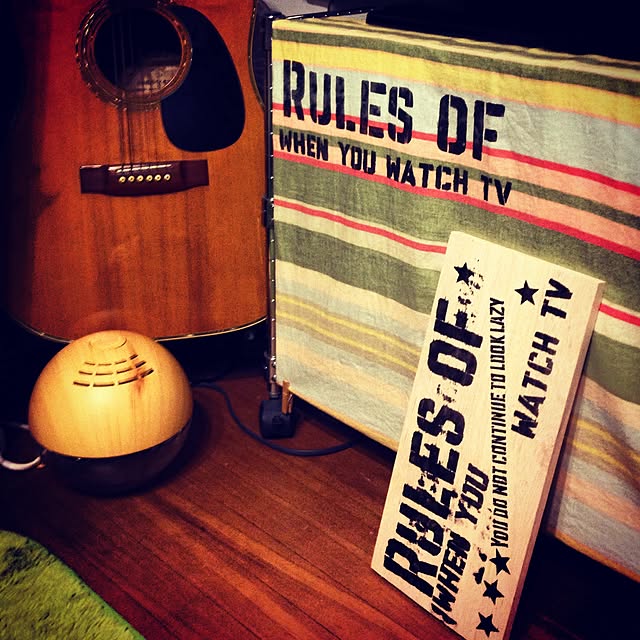 RULES OF
WHEN YOU WATCH TV
RULES OF
WHEN YOU
YOU DO NOT CONTINUE TO LOOK LAZY
WATCH TV